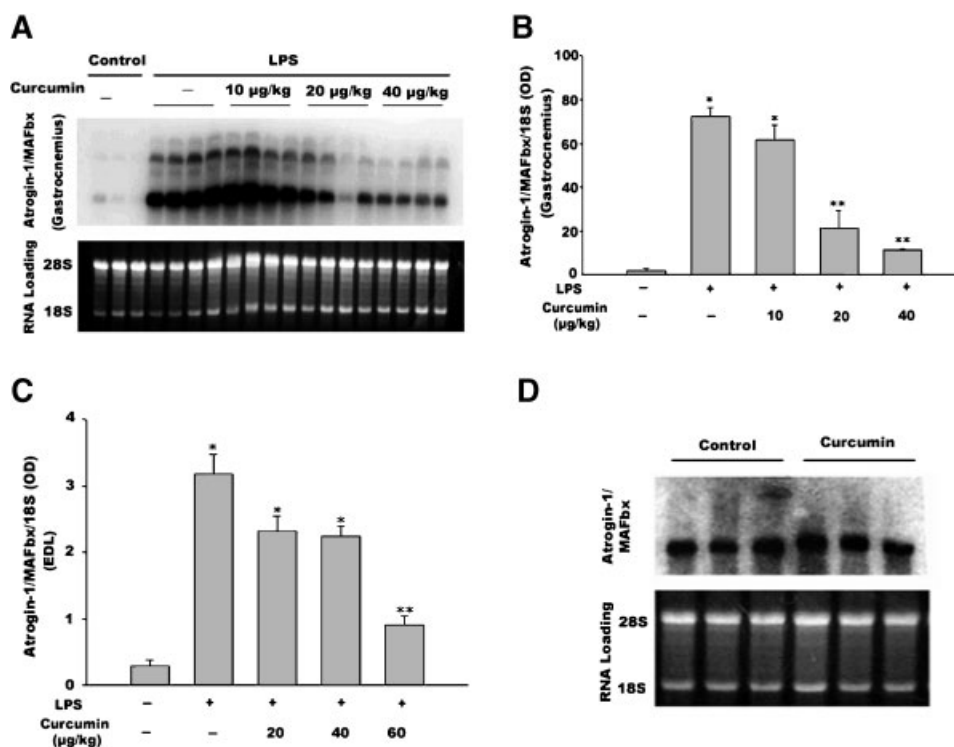 A
Control
LPS
Curcumin
–
–
10 µg/kg
20 µg/kg
40 µg/kg
Atrogin-1/MAFbx
(Gastrocnemius)
RNA Loading
28S
18S
B
Atrogin-1/MAFbx/18S (OD)
(Gastrocnemius)
100
80
60
40
20
0
*
*
**
**
LPS – + + + +
Curcumin
(µg/kg) – – 10 20 40
C
Atrogin-1/MAFbx/18S (OD)
(EDL)
4
3
2
1
0
*
*
*
**
LPS – + + + +
Curcumin
(µg/kg) – – 20 40 60
D
Control Curcumin
Atrogin-1/
MAFbx
RNA Loading
28S
18S